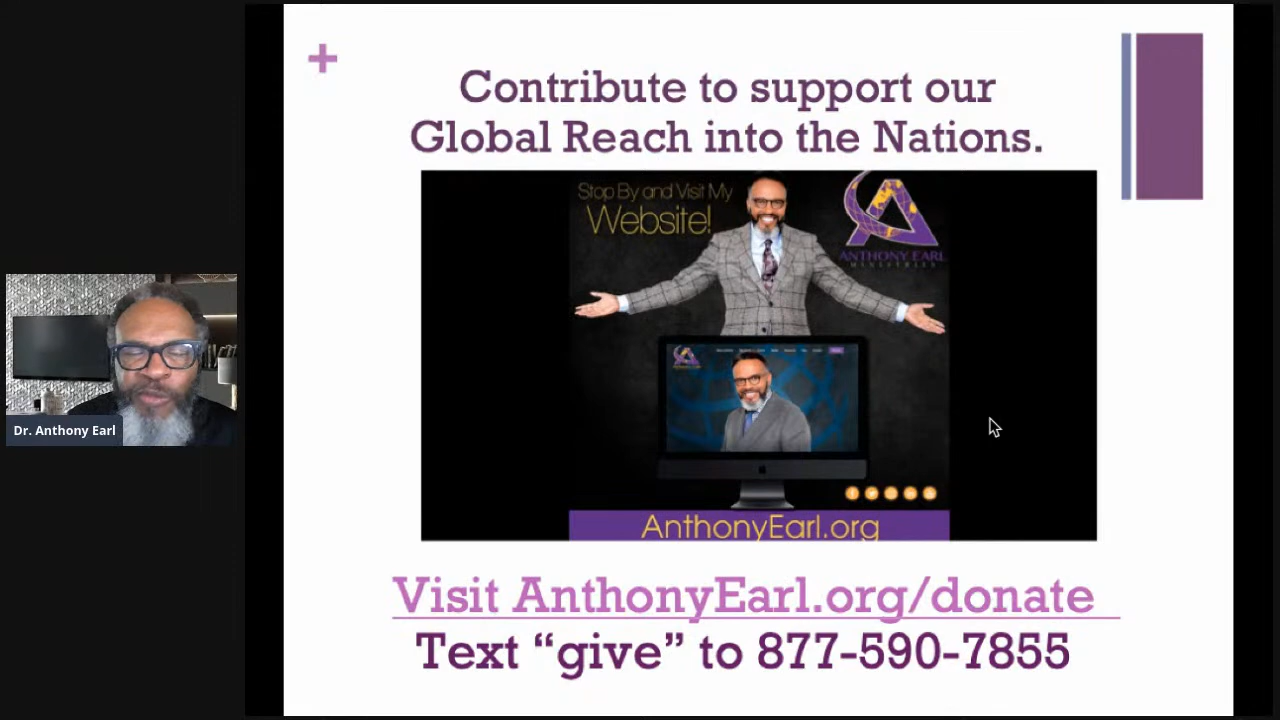 +
Contribute to support our
Global Reach into the Nations.
Stop By and Visit My
Website!
ANTHONY EARL
MINISTRIES
AnthonyEarl.org
Dr. Anthony Earl
Visit AnthonyEarl.org/donate
Text “give” to 877-590-7855